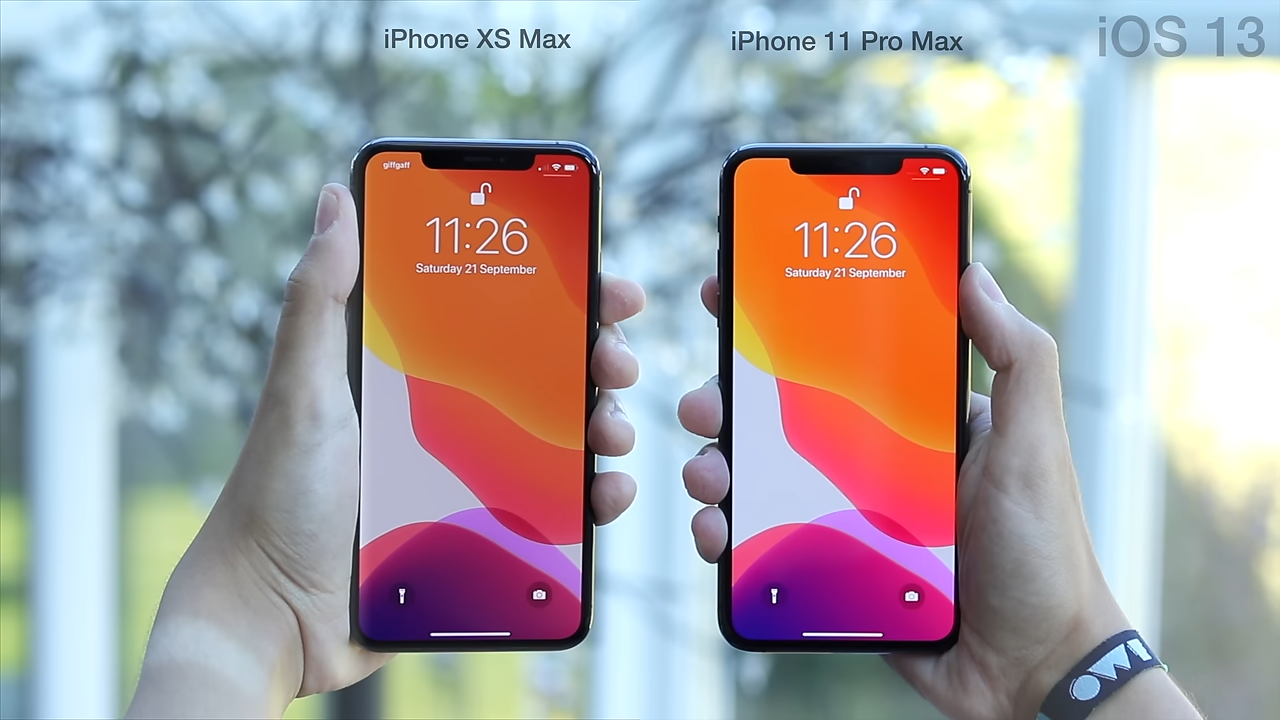 iPhone XS Max
iPhone 11 Pro Max
iOS 13
giffgaff
11:26
Saturday 21 September
11:26
Saturday 21 September